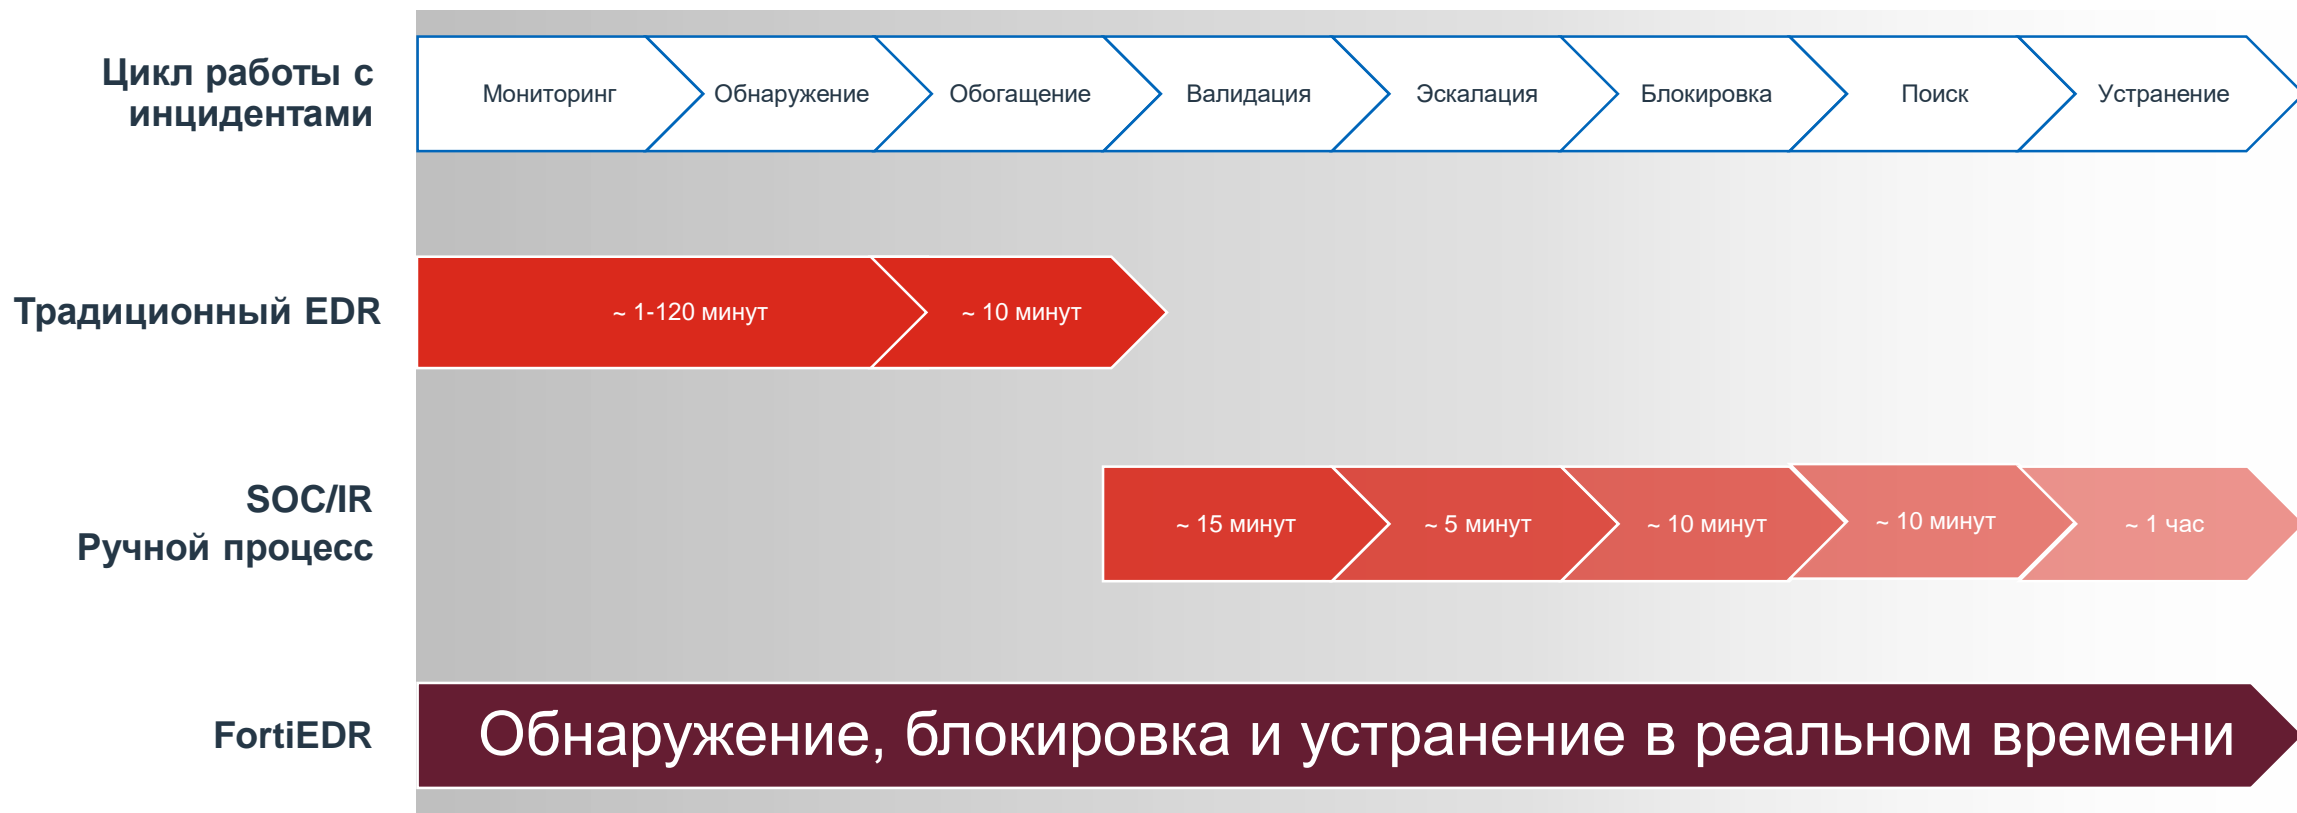 Цикл работы с
инцидентами
Мониторинг
Обнаружение
Обогащение
Валидация
Эскалация
Блокировка
Поиск
Устранение
Традиционный EDR
~ 1-120 минут
~ 10 минут
SOC/IR
Ручной процесс
~ 15 минут
~ 5 минут
~ 10 минут
~ 10 минут
~ 1 час
FortiEDR
Обнаружение, блокировка и устранение в реальном времени